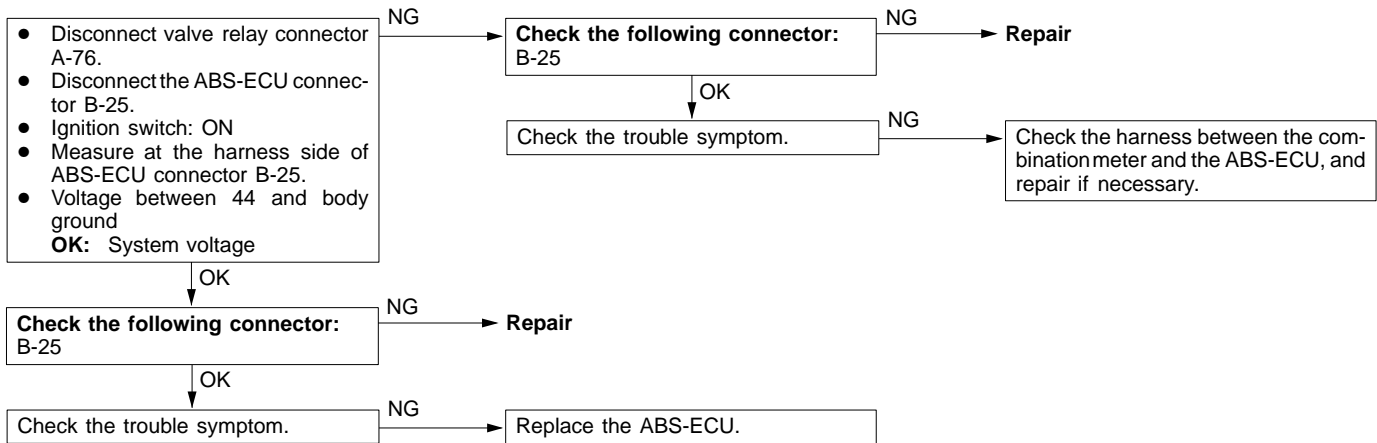 ● Disconnect valve relay connector
A-76.
● Disconnect the ABS-ECU connec-
tor B-25.
● Ignition switch: ON
● Measure at the harness side of
ABS-ECU connector B-25.
● Voltage between 44 and body
ground
OK: System voltage
NG
Check the following connector:
B-25
NG
Repair
OK
Check the trouble symptom.
NG
Check the harness between the com-
bination meter and the ABS-ECU, and
repair if necessary.
OK
Check the following connector:
B-25
NG
Repair
OK
Check the trouble symptom.
NG
Replace the ABS-ECU.